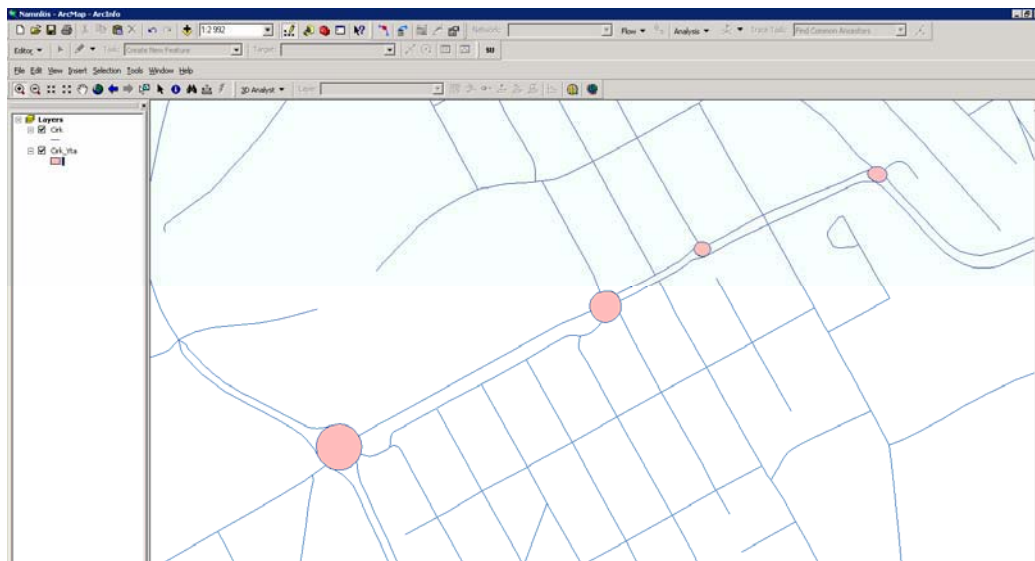 Namnlös - ArcMap - ArcInfo
1:2 992
Network:
Flow
Analysis
Trace Task:
Find Common Ancestors
Editor
Task:
Create New Feature
Target:
File Edit View Insert Selection Tools Window Help
3D Analyst
Layer:
Layers
Cirk
Cirk_Yta